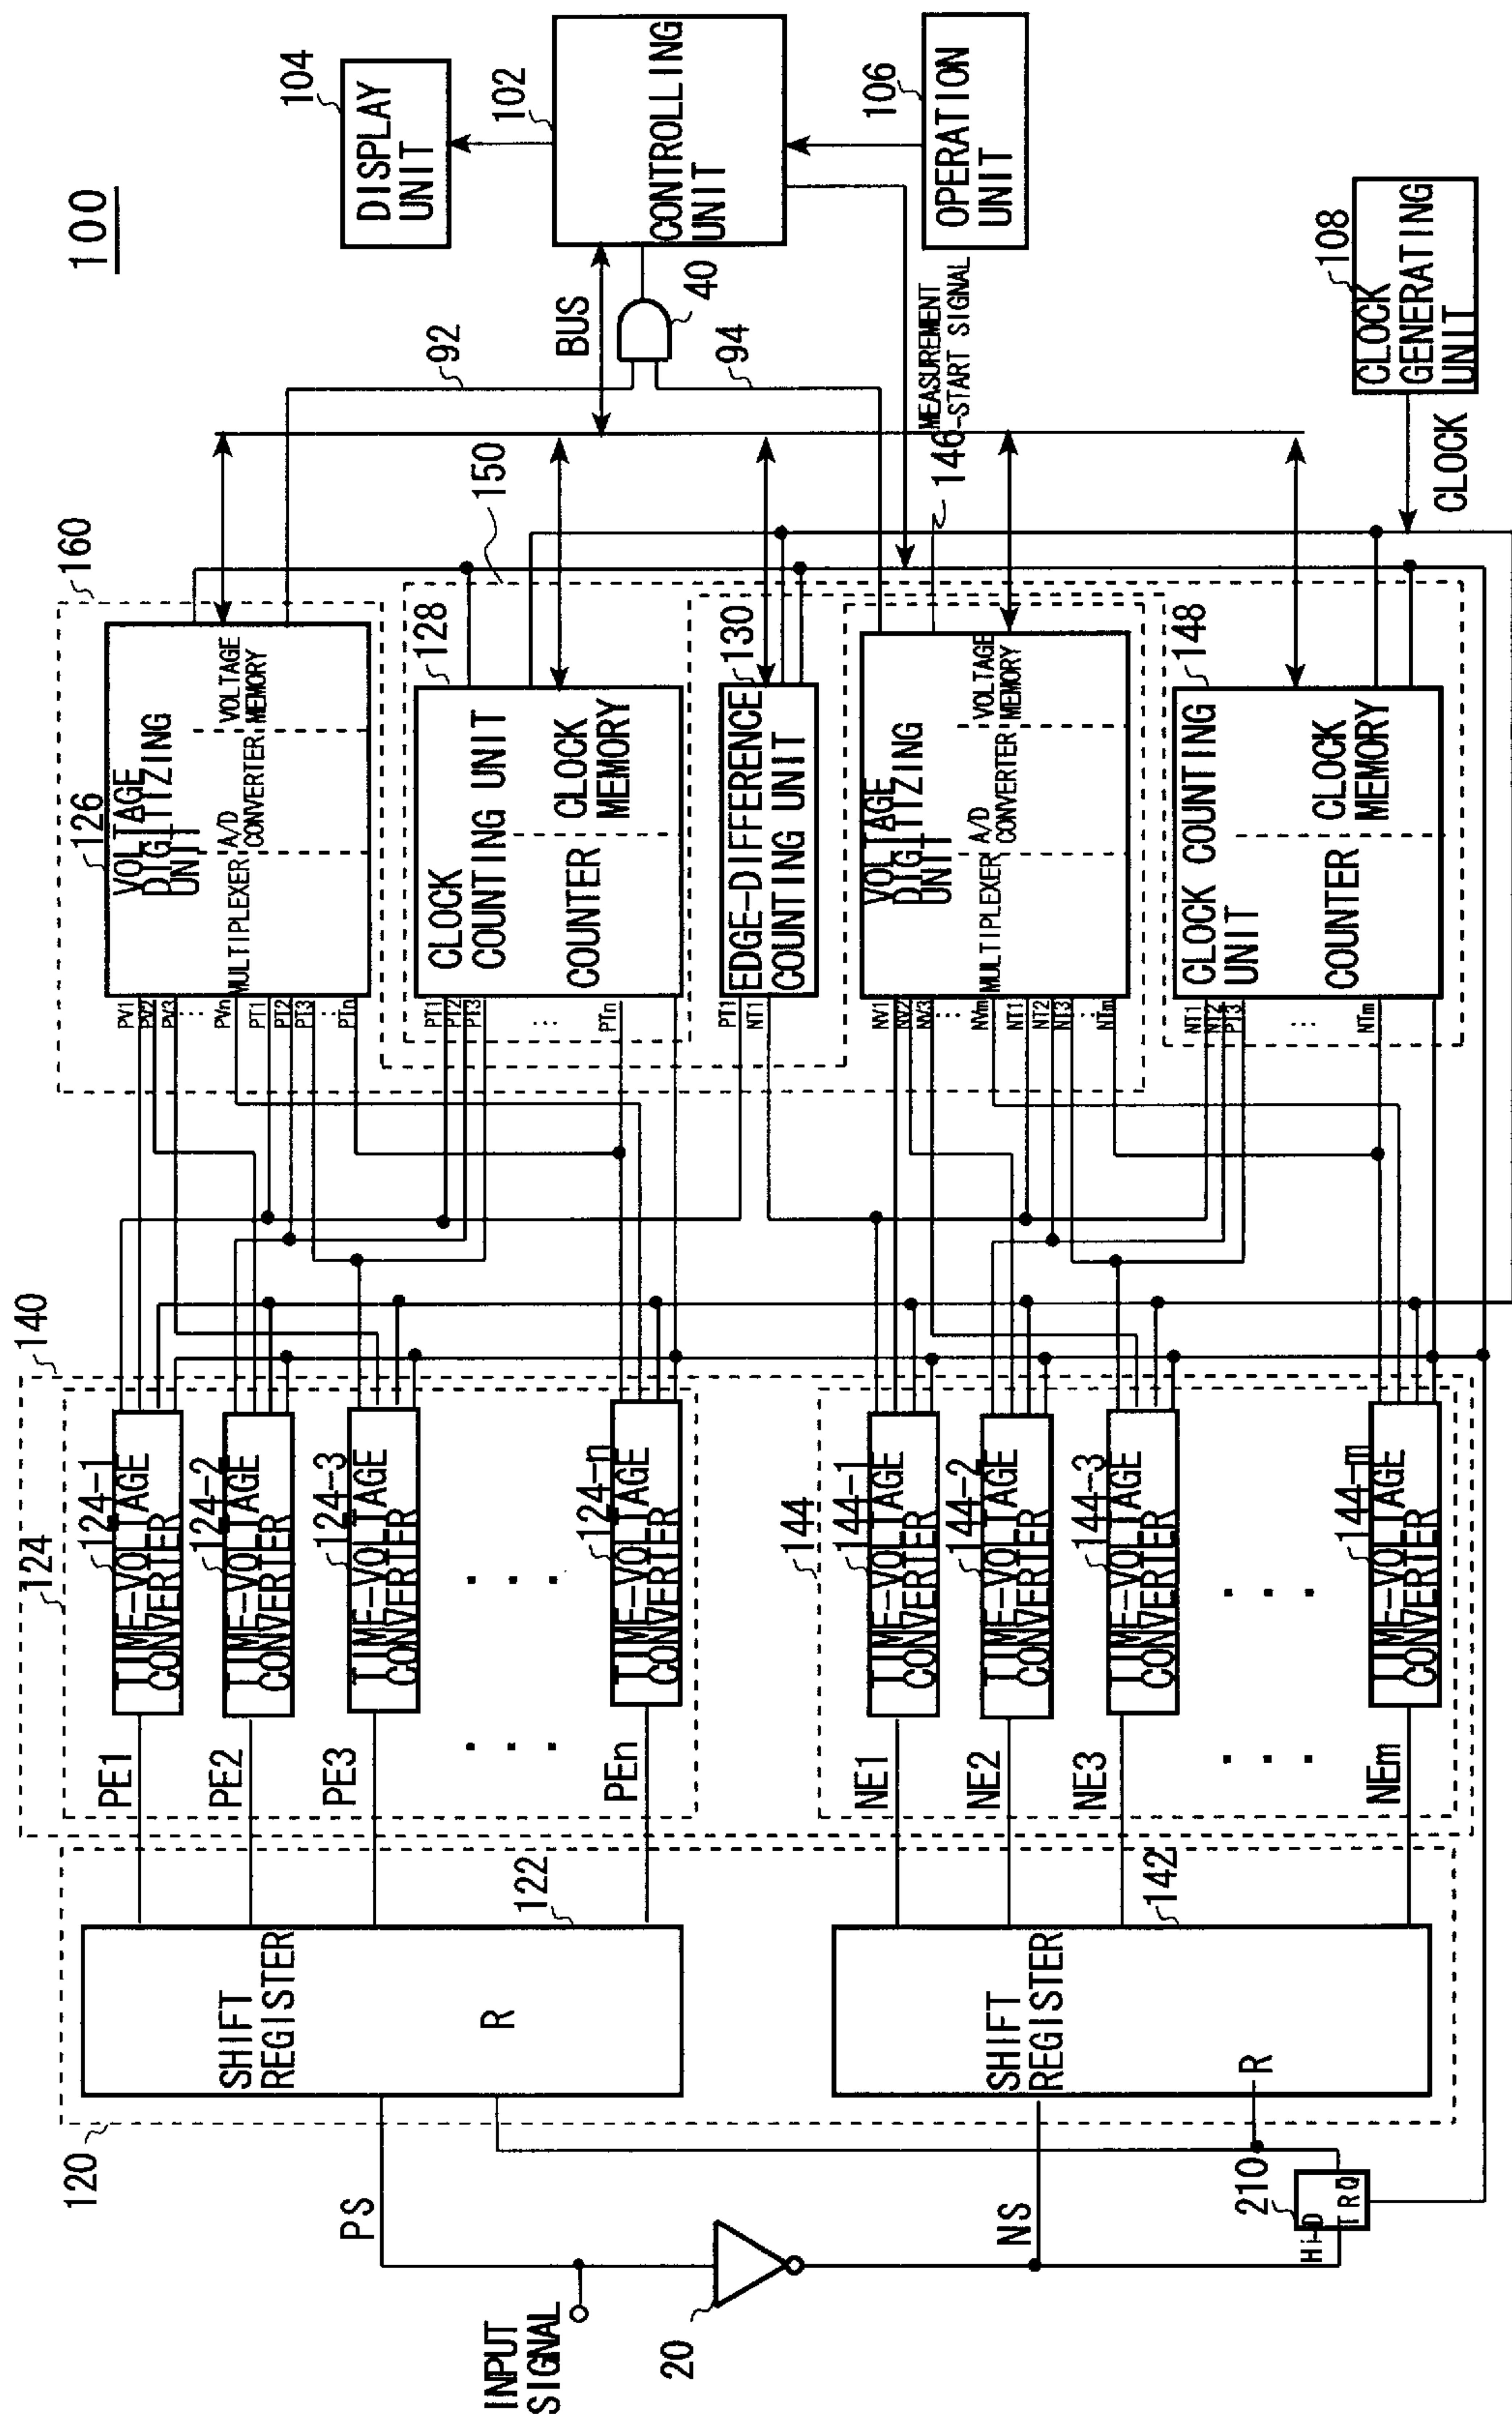 100
INPUT
SIGNAL
20
PS
NS
Hi
D
T
R
Q
210
120
SHIFT
REGISTER
R
122
SHIFT
REGISTER
R
142
PE1
PE2
PE3
. . .
PEn
NE1
NE2
NE3
. . .
NEm
140
124
124-1
TIME-VOLTAGE
CONVERTER
124-2
TIME-VOLTAGE
CONVERTER
124-3
TIME-VOLTAGE
CONVERTER
. . .
124-n
TIME-VOLTAGE
CONVERTER
144
144-1
TIME-VOLTAGE
CONVERTER
144-2
TIME-VOLTAGE
CONVERTER
144-3
TIME-VOLTAGE
CONVERTER
. . .
144-m
TIME-VOLTAGE
CONVERTER
160
126
VOLTAGE
DIGITIZING
UNIT
MULTIPLEXER
A/D
CONVERTER
VOLTAGE
MEMORY
PV1
PV2
PV3
...
PVn
PT1
PT2
PT3
...
PTn
150
128
CLOCK
COUNTING UNIT
COUNTER
CLOCK
MEMORY
PT1
PT2
PT3
...
PTn
130
EDGE-DIFFERENCE
COUNTING UNIT
PT1
NT1
VOLTAGE
DIGITIZING
UNIT
MULTIPLEXER
A/D
CONVERTER
VOLTAGE
MEMORY
NV1
NV2
NV3
...
NVm
NT1
NT2
NT3
...
NTm
146
148
CLOCK COUNTING
UNIT
COUNTER
CLOCK
MEMORY
NT1
NT2
PT3
...
NTm
92
94
BUS
40
MEASUREMENT
-START SIGNAL
104
DISPLAY
UNIT
102
CONTROLLING
UNIT
106
OPERATION
UNIT
108
CLOCK
GENERATING
UNIT
CLOCK